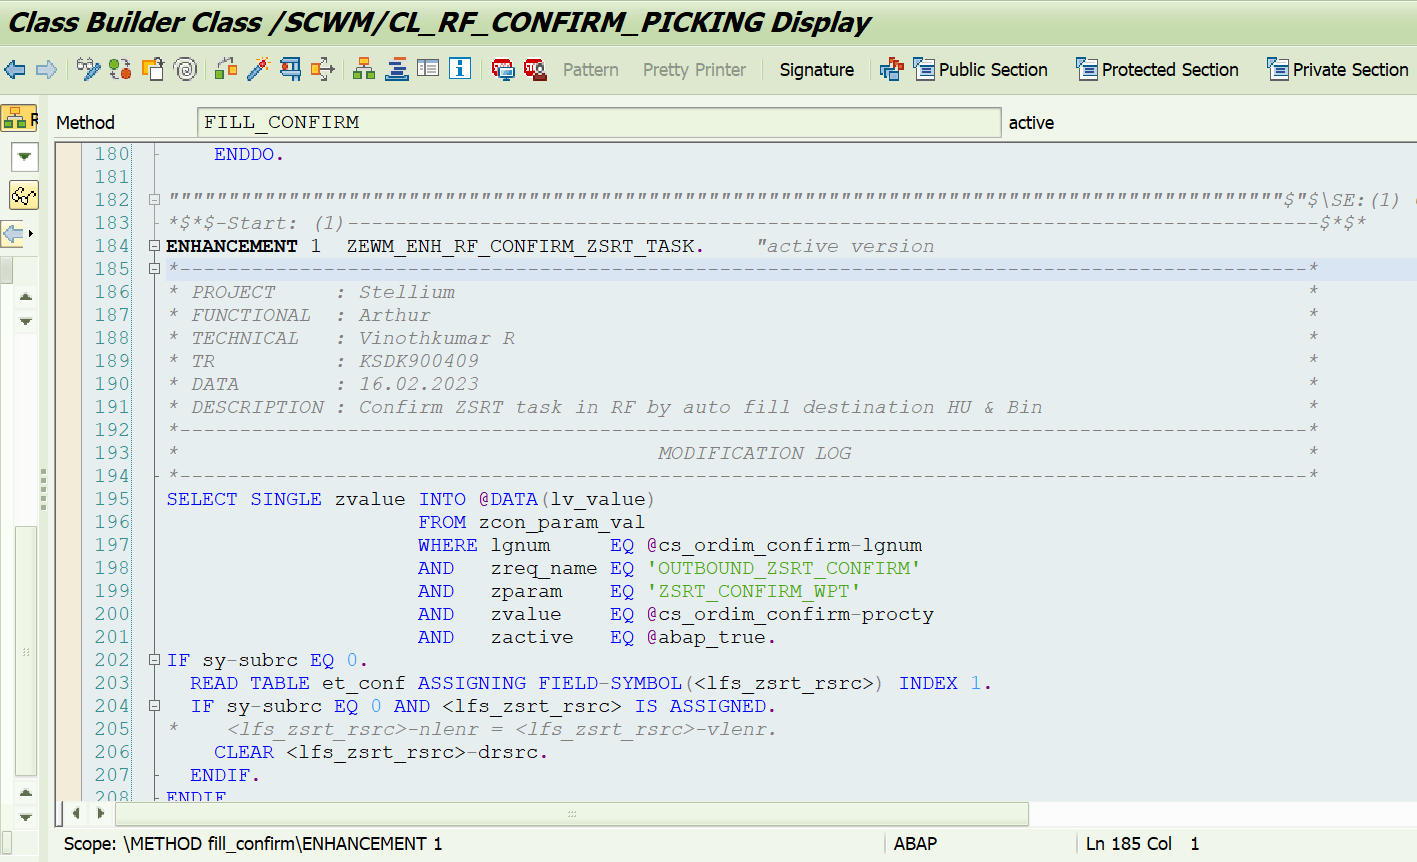 Class Builder Class /SCWM/CL_RF_CONFIRM_PICKING Display
Pattern Pretty Printer Signature Public Section Protected Section Private Section
Method FILL_CONFIRM active
180 ENDDO.
181
182 """"""""""""""""""""""""""""""""""""""""""""""""""""""""""""""""""""""""""""""""""""""""""""$"$\SE:(1)
183 *$*$-Start: (1)---------------------------------------------------------------------------------$*$*
184 ENHANCEMENT 1 ZEWM_ENH_RF_CONFIRM_ZSRT_TASK. "active version
185 *----------------------------------------------------------------------------------------------*
186 * PROJECT : Stellium *
187 * FUNCTIONAL : Arthur *
188 * TECHNICAL : Vinothkumar R *
189 * TR : KSDK900409 *
190 * DATA : 16.02.2023 *
191 * DESCRIPTION : Confirm ZSRT task in RF by auto fill destination HU & Bin *
192 *----------------------------------------------------------------------------------------------*
193 * MODIFICATION LOG *
194 *----------------------------------------------------------------------------------------------*
195 SELECT SINGLE zvalue INTO @DATA(lv_value)
196 FROM zcon_param_val
197 WHERE lgnum EQ @cs_ordim_confirm-lgnum
198 AND zreq_name EQ 'OUTBOUND_ZSRT_CONFIRM'
199 AND zparam EQ 'ZSRT_CONFIRM_WPT'
200 AND zvalue EQ @cs_ordim_confirm-procty
201 AND zactive EQ @abap_true.
202 IF sy-subrc EQ 0.
203 READ TABLE et_conf ASSIGNING FIELD-SYMBOL(<lfs_zsrt_rsrc>) INDEX 1.
204 IF sy-subrc EQ 0 AND <lfs_zsrt_rsrc> IS ASSIGNED.
205 * <lfs_zsrt_rsrc>-nlenr = <lfs_zsrt_rsrc>-vlenr.
206 CLEAR <lfs_zsrt_rsrc>-drsrc.
207 ENDIF.
208 ENDIF
Scope: \METHOD fill_confirm\ENHANCEMENT 1 ABAP Ln 185 Col 1